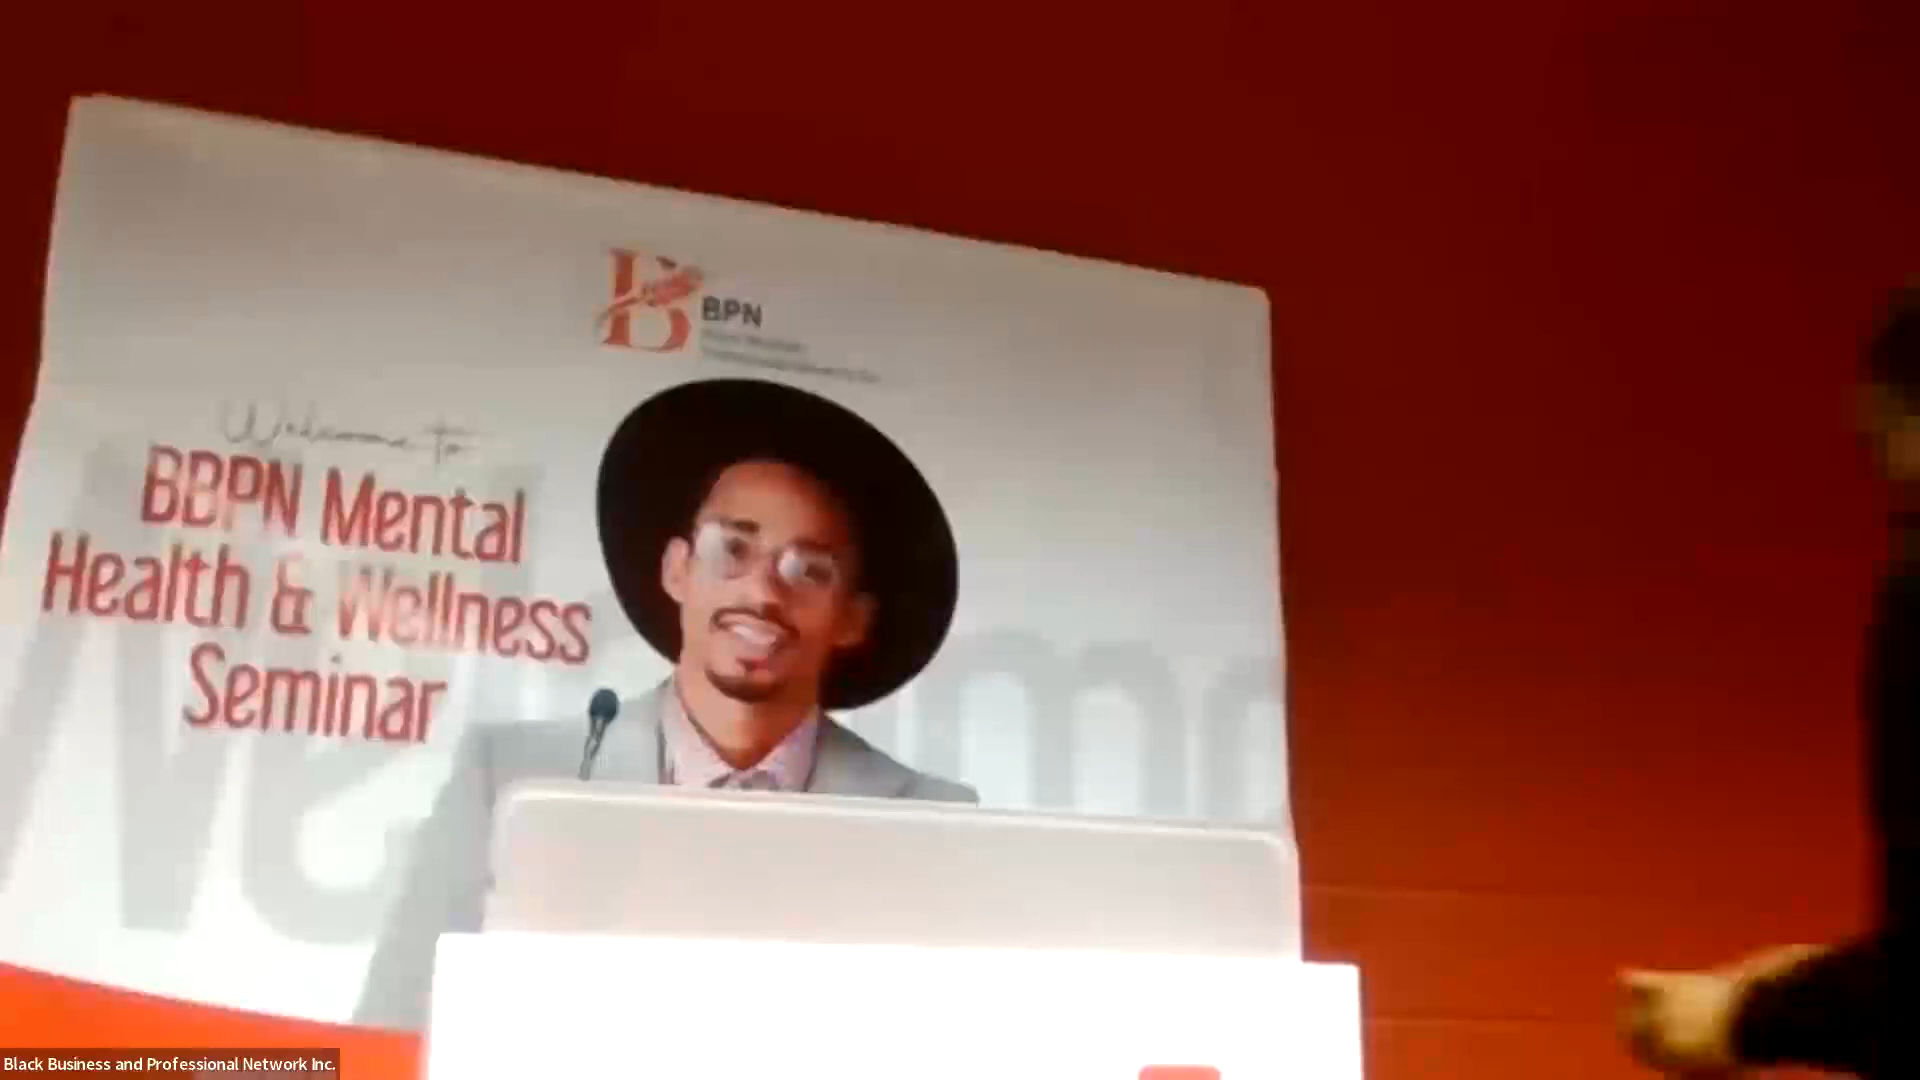 BPN
Welcome to
BBPN Mental
Health & Wellness
Seminar
Black Business and Professional Network Inc.